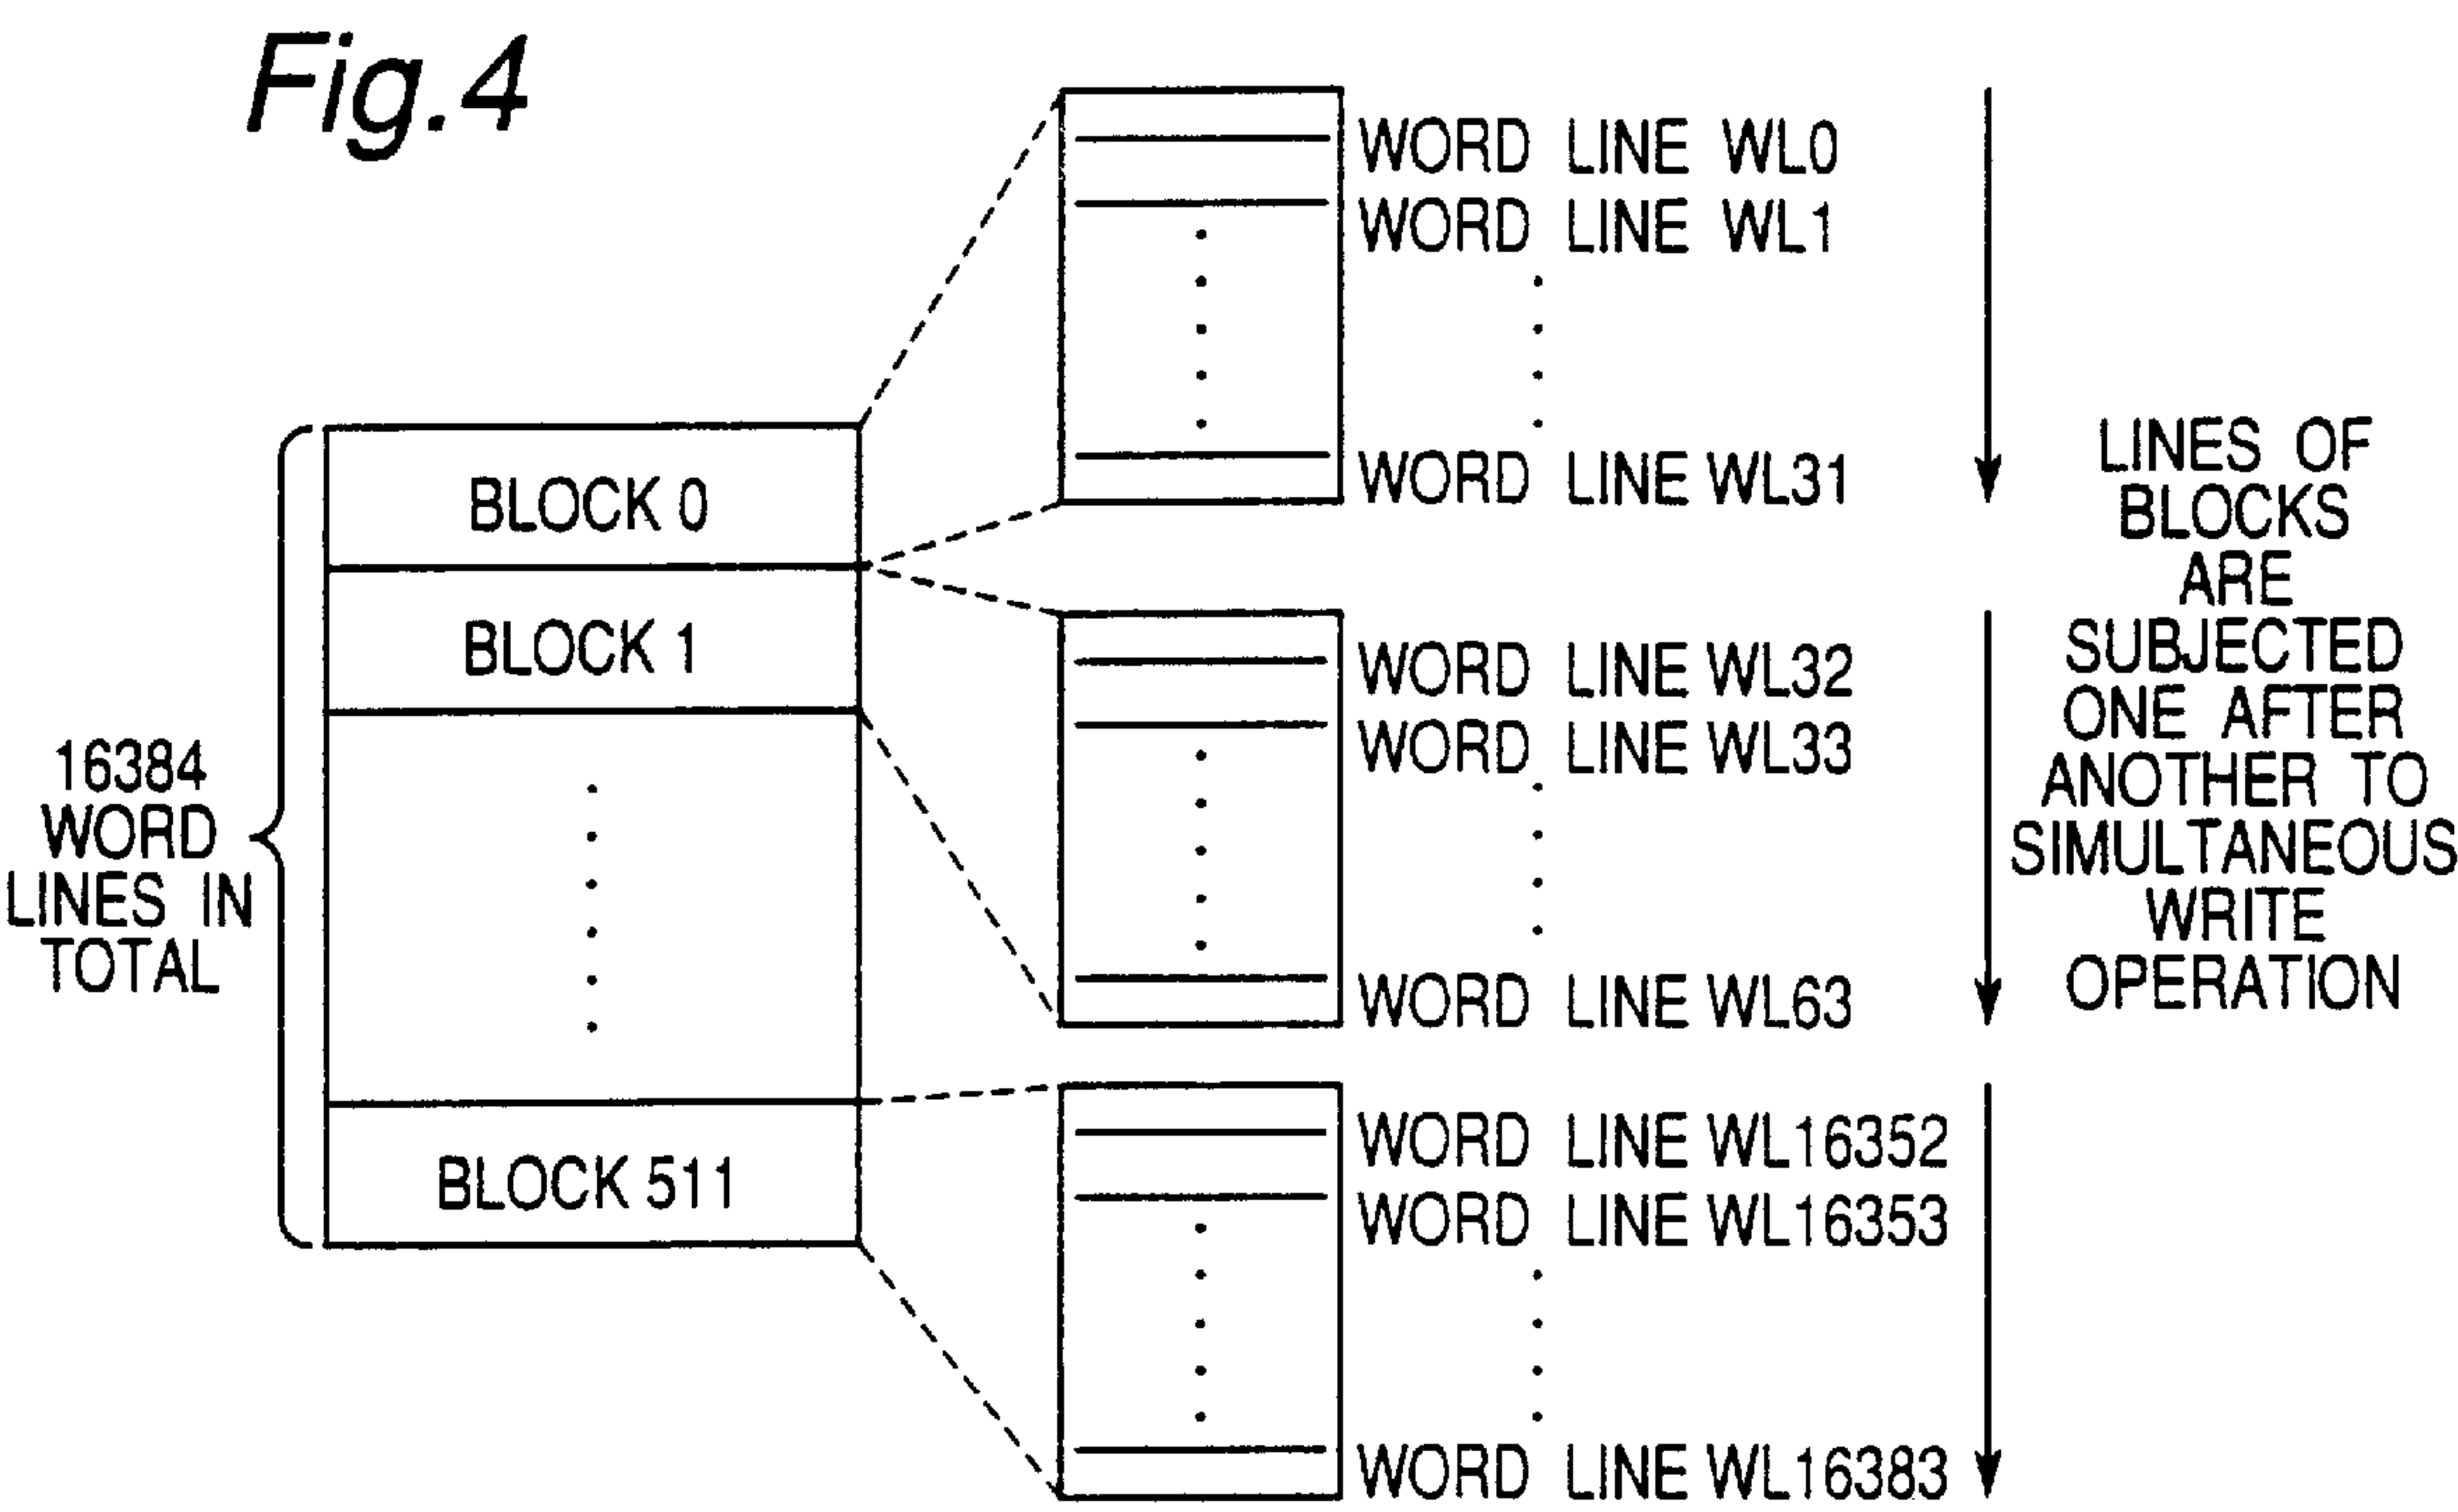 Fig.4
WORD LINE WL0
WORD LINE WL1
WORD LINE WL31
BLOCK 0
BLOCK 1
BLOCK 511
16384
WORD
LINES IN
TOTAL
WORD LINE WL32
WORD LINE WL33
WORD LINE WL63
WORD LINE WL16352
WORD LINE WL16353
WORD LINE WL16383
LINES OF
BLOCKS
ARE
SUBJECTED
ONE AFTER
ANOTHER TO
SIMULTANEOUS
WRITE
OPERATION